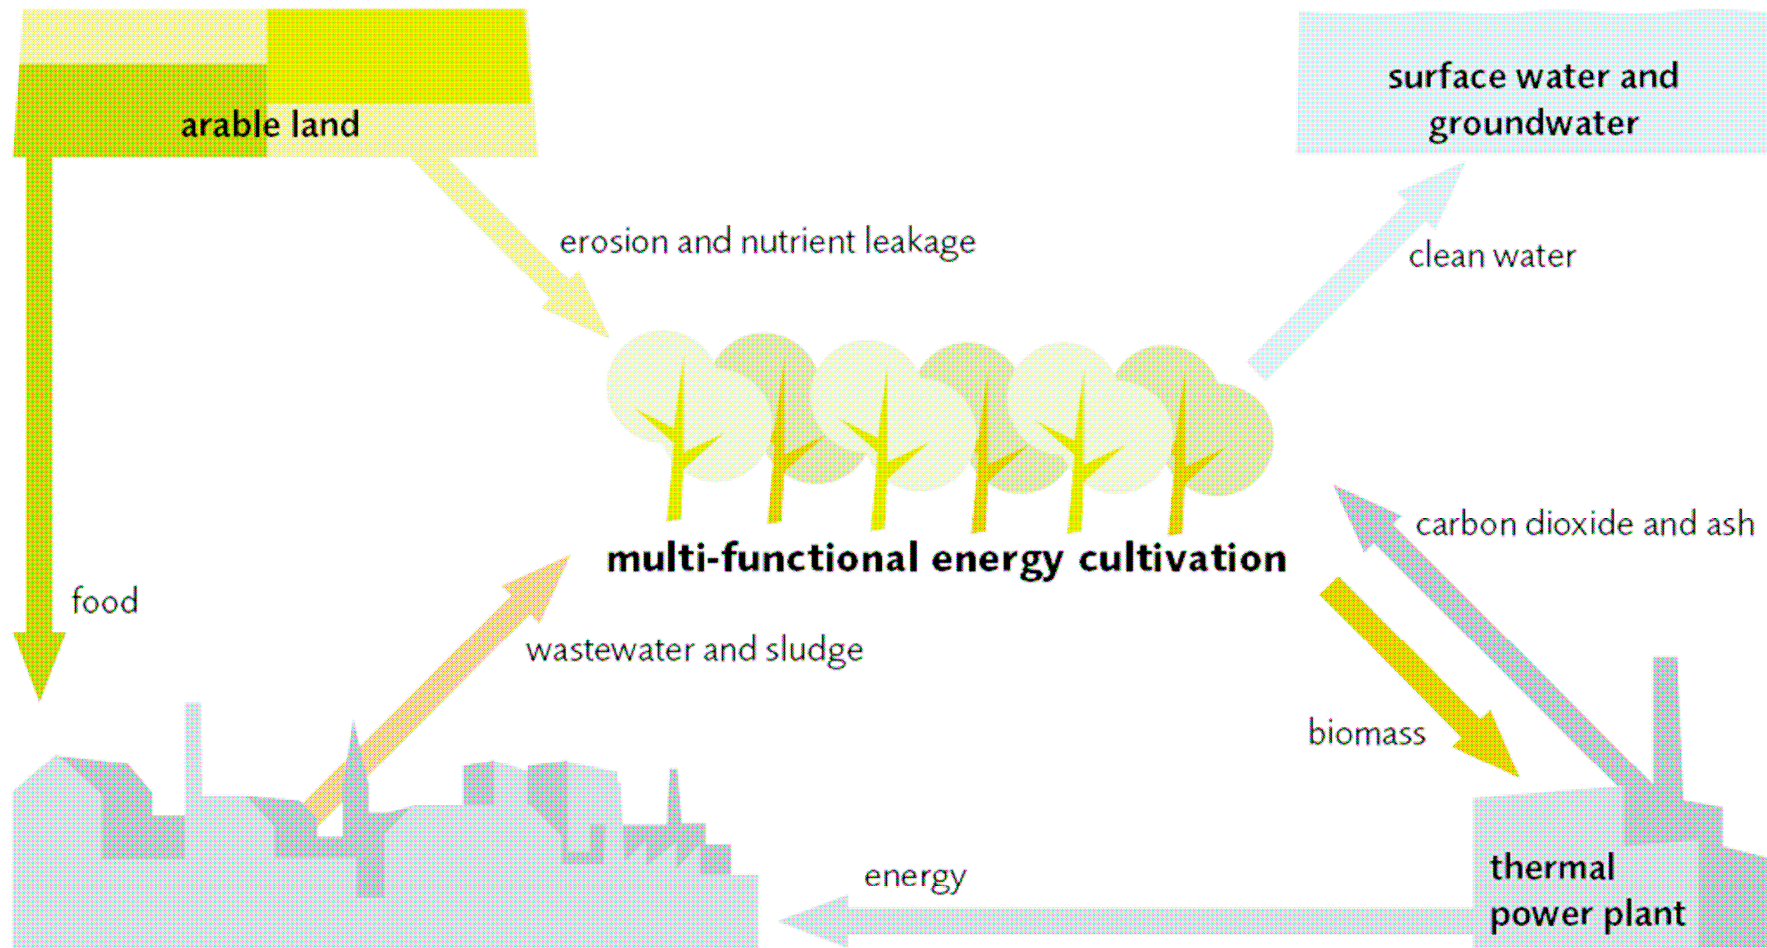 arable land
surface water and
groundwater
erosion and nutrient leakage
clean water
carbon dioxide and ash
multi-functional energy cultivation
food
wastewater and sludge
biomass
energy
thermal
power plant